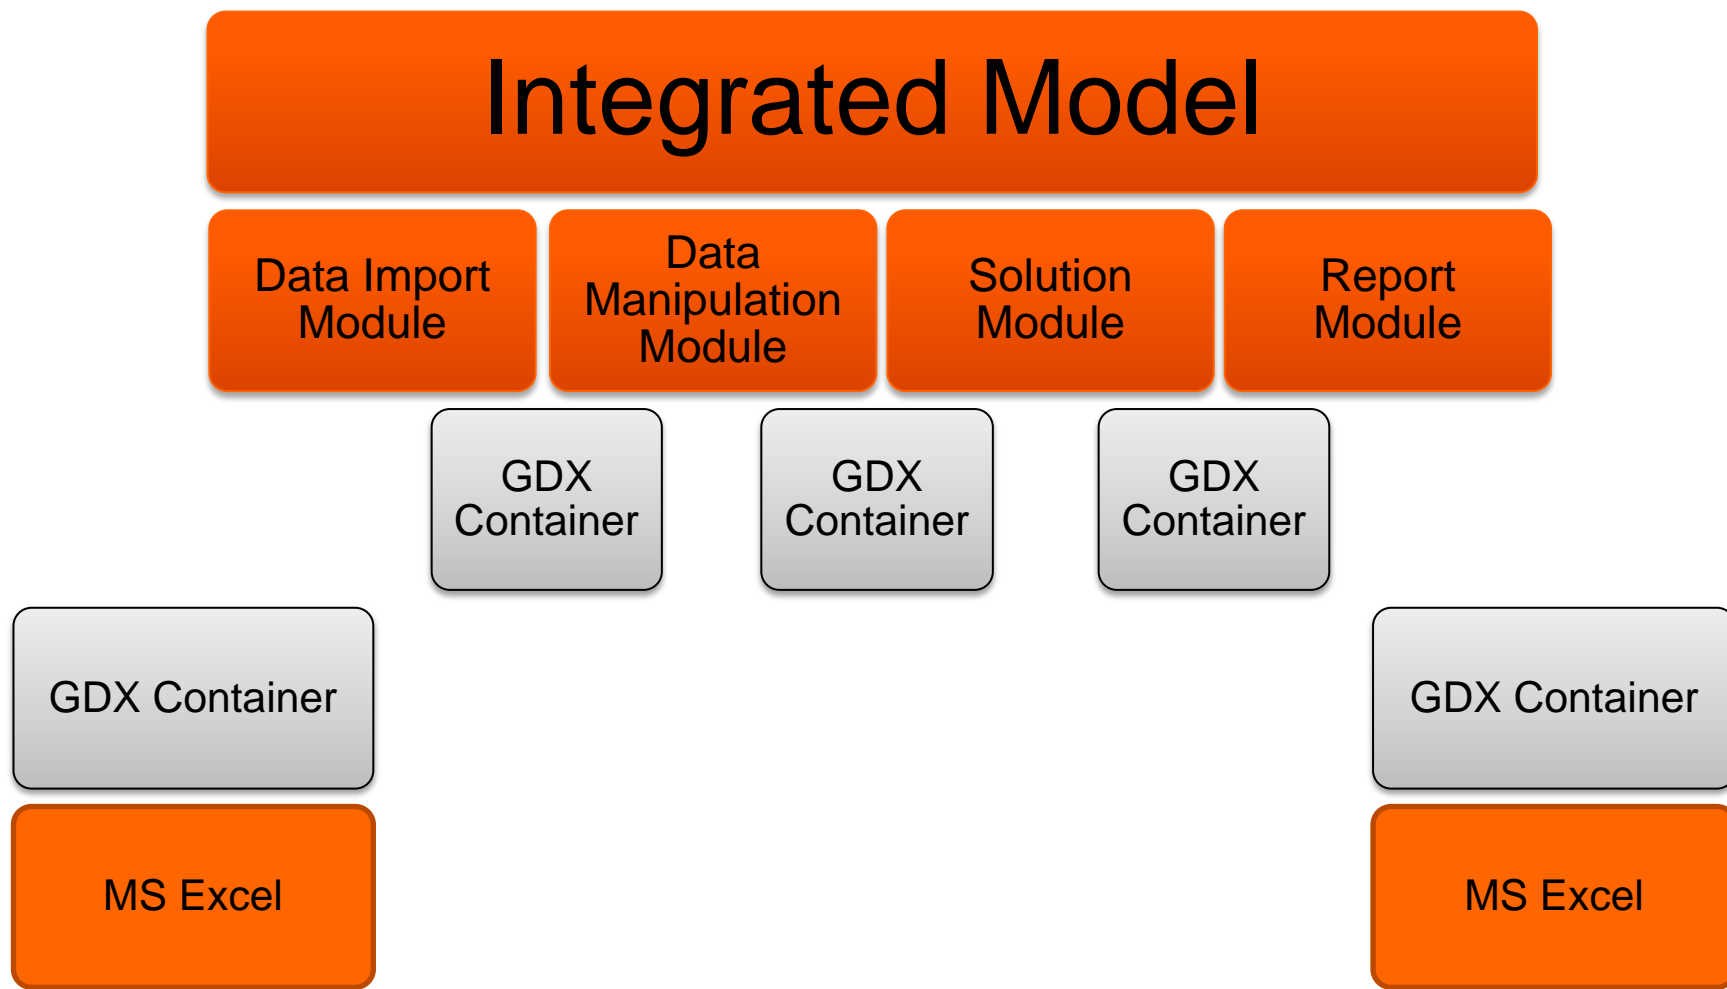 Integrated Model
Data Import
Module
Data
Manipulation
Module
Solution
Module
Report
Module
GDX
Container
GDX
Container
GDX
Container
GDX Container
GDX Container
MS Excel
MS Excel